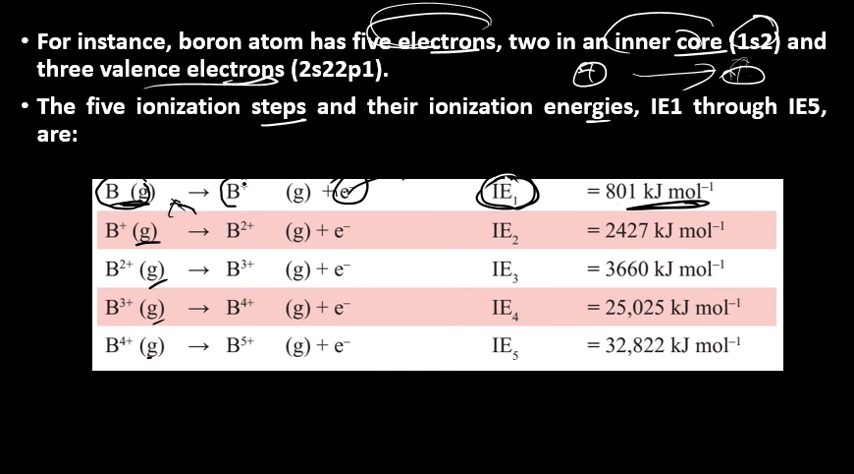 • For instance, boron atom has five electrons, two in an inner core (1s2) and
three valence electrons (2s22p1).
• The five ionization steps and their ionization energies, IE1 through IE5,
are:
B (g) → B⁺ (g) + e⁻ IE₁ = 801 kJ mol⁻¹
B⁺ (g) → B²⁺ (g) + e⁻ IE₂ = 2427 kJ mol⁻¹
B²⁺ (g) → B³⁺ (g) + e⁻ IE₃ = 3660 kJ mol⁻¹
B³⁺ (g) → B⁴⁺ (g) + e⁻ IE₄ = 25,025 kJ mol⁻¹
B⁴⁺ (g) → B⁵⁺ (g) + e⁻ IE₅ = 32,822 kJ mol⁻¹